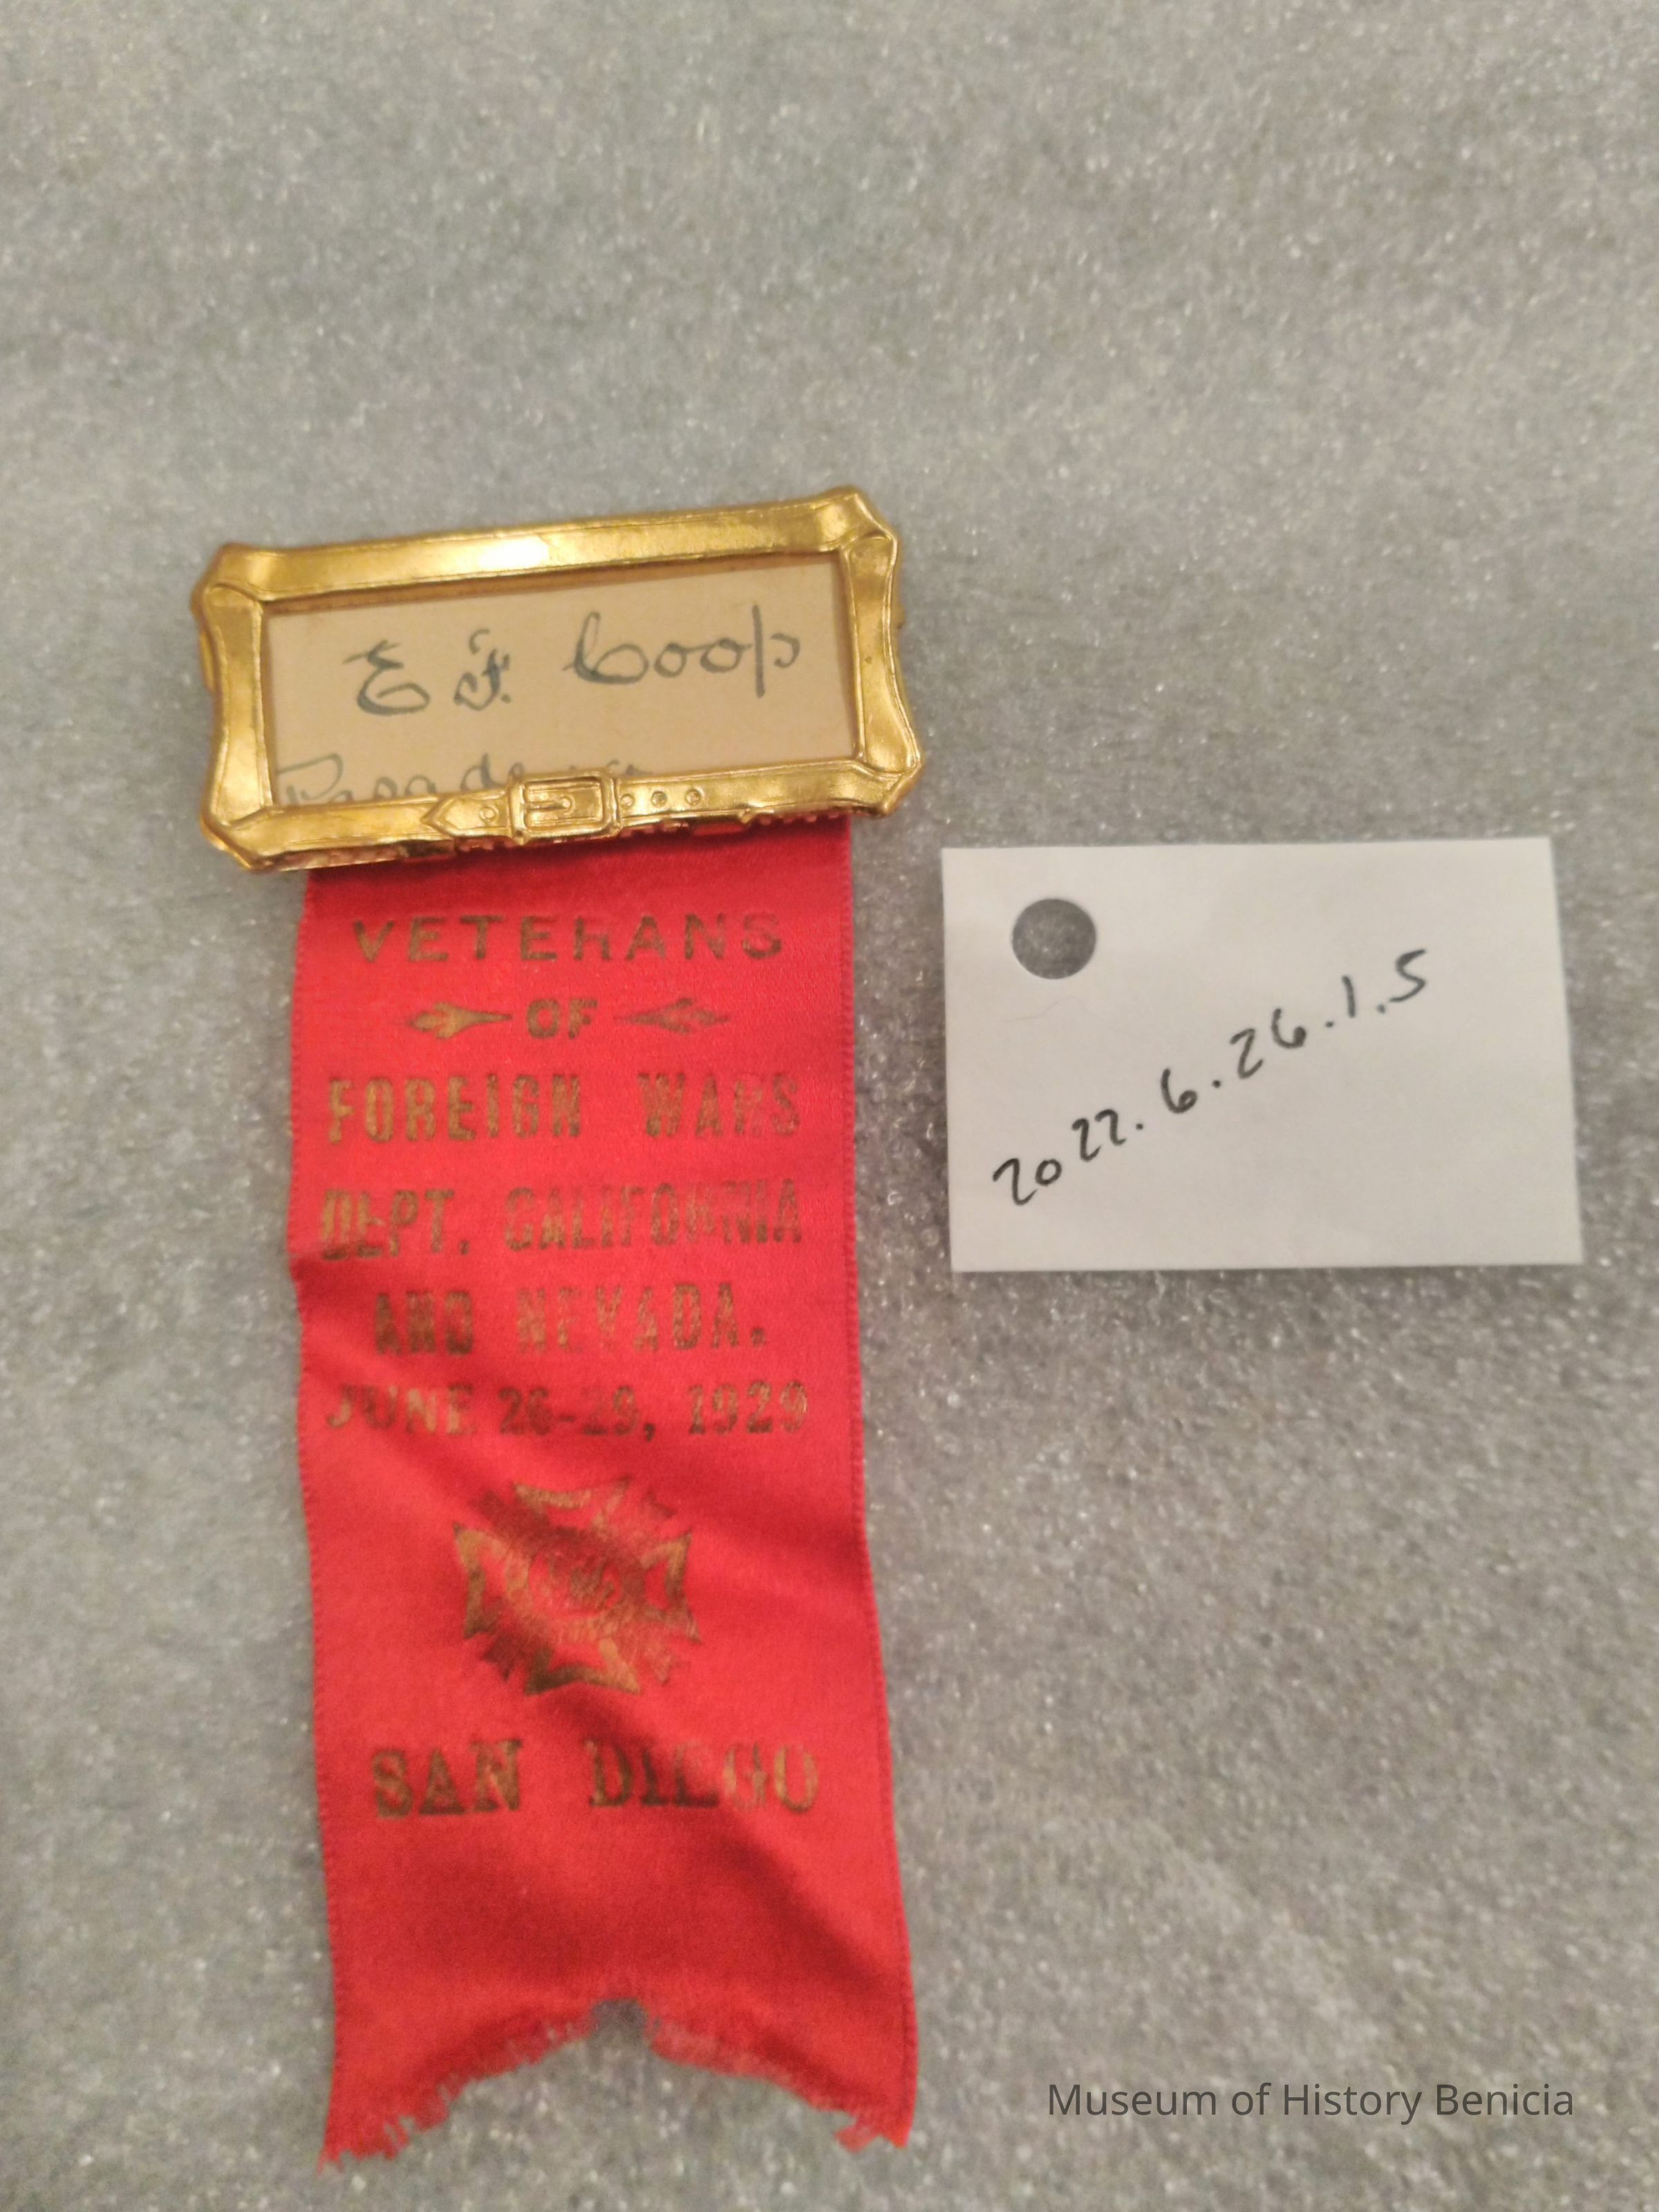 E. F. Coop
VETERANS
OF
FOREIGN WARS
DEPT. CALIFORNIA
AND NEVADA.
JUNE 26-29, 1929
SAN DIEGO
2022.6.26.1.5
Museum of History Benicia